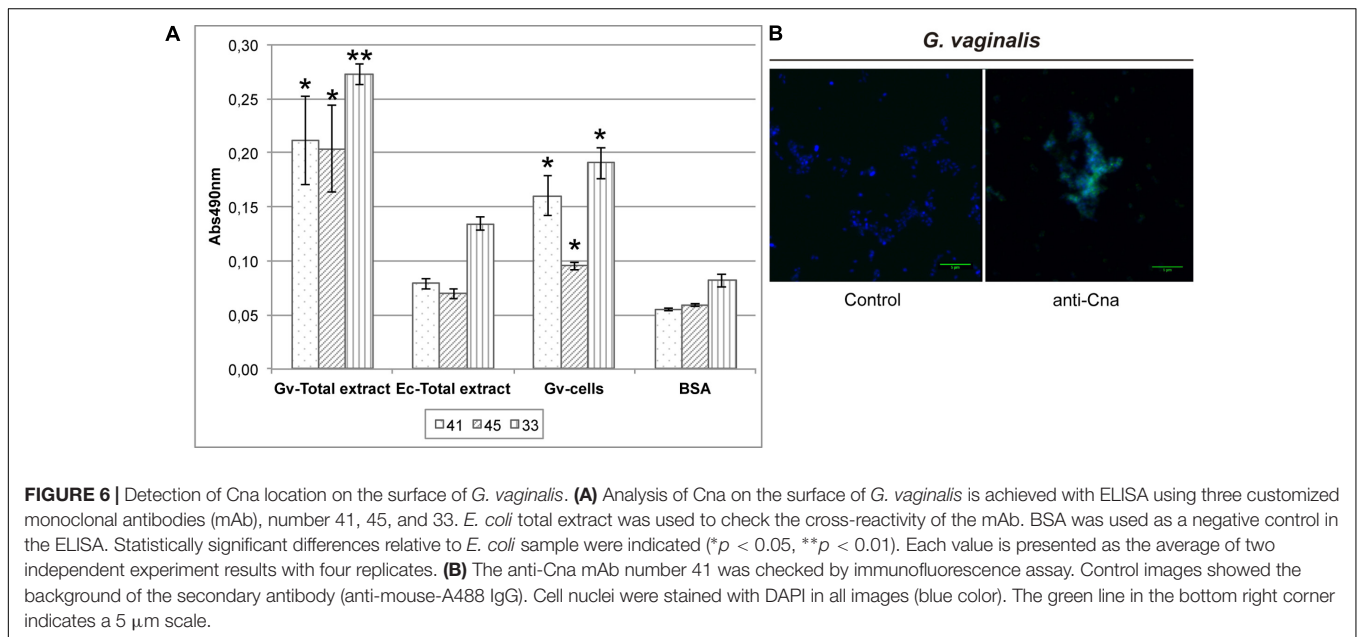 A
0,30
0,25
0,20
0,15
0,10
0,05
0,00
Abs490nm
*
*
**
*
*
*
Gv-Total extract Ec-Total extract Gv-cells BSA
41 45 33
B
G. vaginalis
5 µm
5 µm
Control anti-Cna
FIGURE 6 | Detection of Cna location on the surface of G. vaginalis. (A) Analysis of Cna on the surface of G. vaginalis is achieved with ELISA using three customized
monoclonal antibodies (mAb), number 41, 45, and 33. E. coli total extract was used to check the cross-reactivity of the mAb. BSA was used as a negative control in
the ELISA. Statistically significant differences relative to E. coli sample were indicated (*p < 0.05, **p < 0.01). Each value is presented as the average of two
independent experiment results with four replicates. (B) The anti-Cna mAb number 41 was checked by immunofluorescence assay. Control images showed the
background of the secondary antibody (anti-mouse-A488 IgG). Cell nuclei were stained with DAPI in all images (blue color). The green line in the bottom right corner
indicates a 5 µm scale.